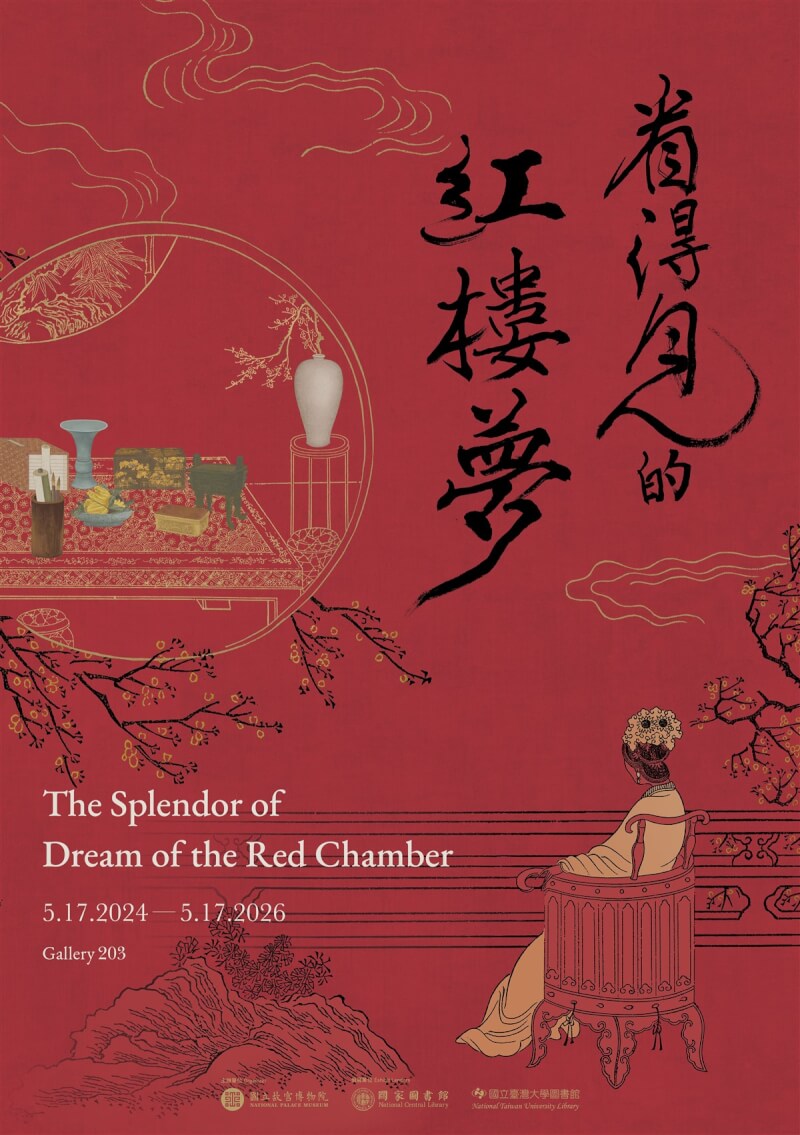 看得見的
紅樓夢
The Splendor of
Dream of the Red Chamber
5.17.2024—5.17.2026
Gallery 203
國立故宮博物院
NATIONAL PALACE MUSEUM
國家圖書館
National Central Library
國立臺灣大學圖書館
National Taiwan University Library